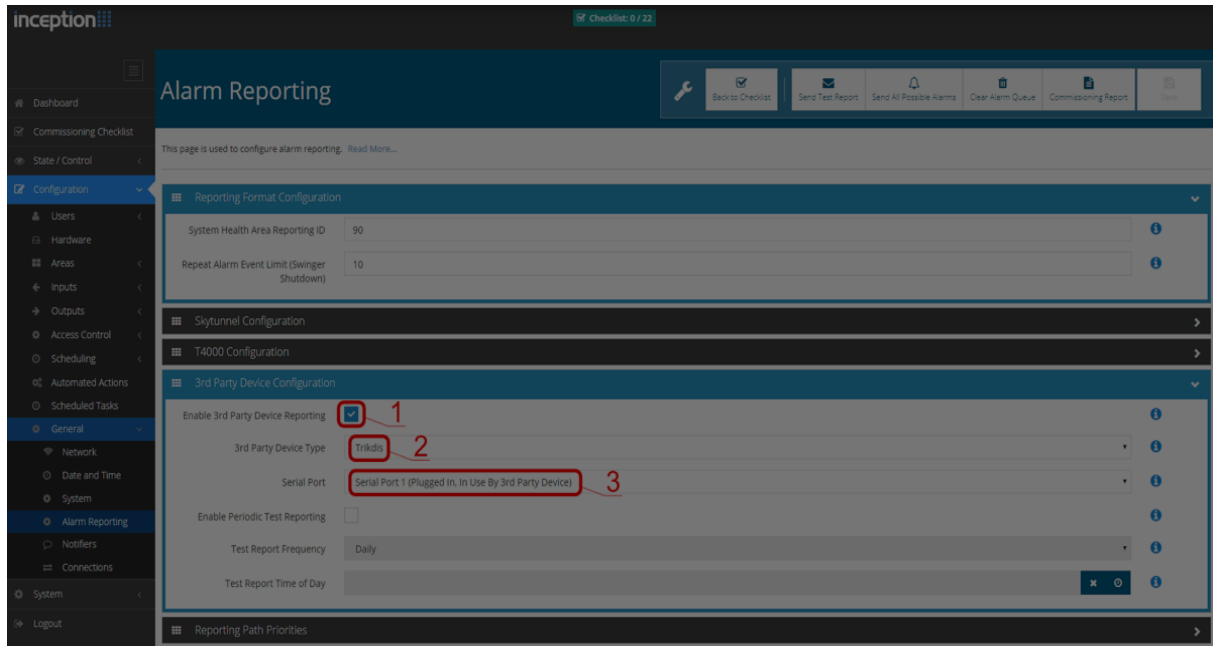 inception
Checklist: 0 / 22
Alarm Reporting
Back to Checklist
Send Test Report
Send All Possible Alarms
Clear Alarm Queue
Commissioning Report
Save
Dashboard
Commissioning Checklist
State / Control
Configuration
Users
Hardware
Areas
Inputs
Outputs
Access Control
Scheduling
Automated Actions
Scheduled Tasks
General
Network
Date and Time
System
Alarm Reporting
Notifiers
Connections
System
Logout
This page is used to configure alarm reporting. Read More...
Reporting Format Configuration
System Health Area Reporting ID 90
Repeat Alarm Event Limit (Swinger 10
Shutdown)
Skytunnel Configuration
T4000 Configuration
3rd Party Device Configuration
Enable 3rd Party Device Reporting 1
3rd Party Device Type Trikdis 2
Serial Port Serial Port 1 (Plugged In, In Use By 3rd Party Device) 3
Enable Periodic Test Reporting
Test Report Frequency Daily
Test Report Time of Day
Reporting Path Priorities